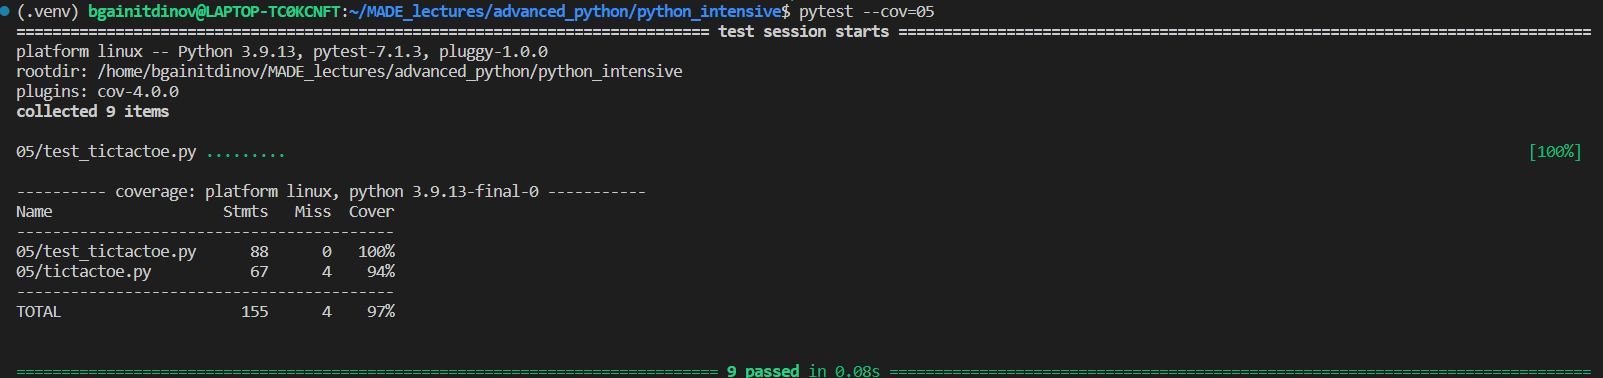 (.venv) bgainitdinov@LAPTOP-TC0KCNFT:~/MADE_lectures/advanced_python/python_intensive$ pytest --cov=05
============================================================================= test session starts =============================================================================
platform linux -- Python 3.9.13, pytest-7.1.3, pluggy-1.0.0
rootdir: /home/bgainitdinov/MADE_lectures/advanced_python/python_intensive
plugins: cov-4.0.0
collected 9 items
05/test_tictactoe.py ......... [100%]
---------- coverage: platform linux, python 3.9.13-final-0 -----------
Name Stmts Miss Cover
------------------------------------------
05/test_tictactoe.py 88 0 100%
05/tictactoe.py 67 4 94%
------------------------------------------
TOTAL 155 4 97%
============================================================================== 9 passed in 0.08s ==============================================================================